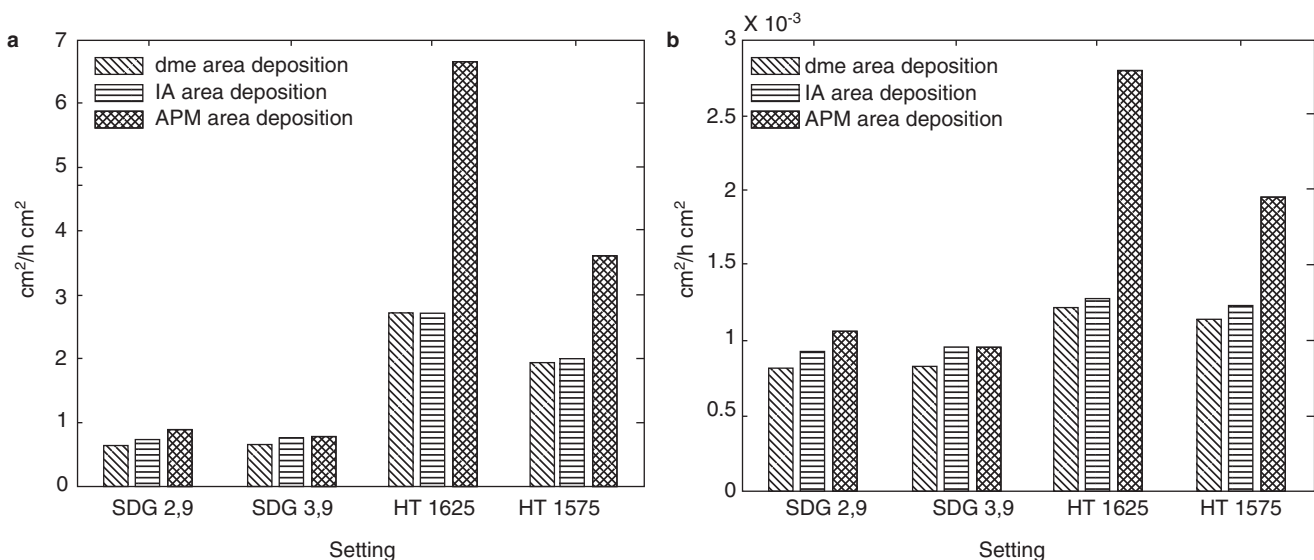 a
7
6
5
4
3
2
1
0
cm²/h cm²
dme area deposition
IA area deposition
APM area deposition
SDG 2,9
SDG 3,9
HT 1625
HT 1575
Setting
b
X 10⁻³
3
2.5
2
1.5
1
0.5
0
cm²/h cm²
dme area deposition
IA area deposition
APM area deposition
SDG 2,9
SDG 3,9
HT 1625
HT 1575
Setting